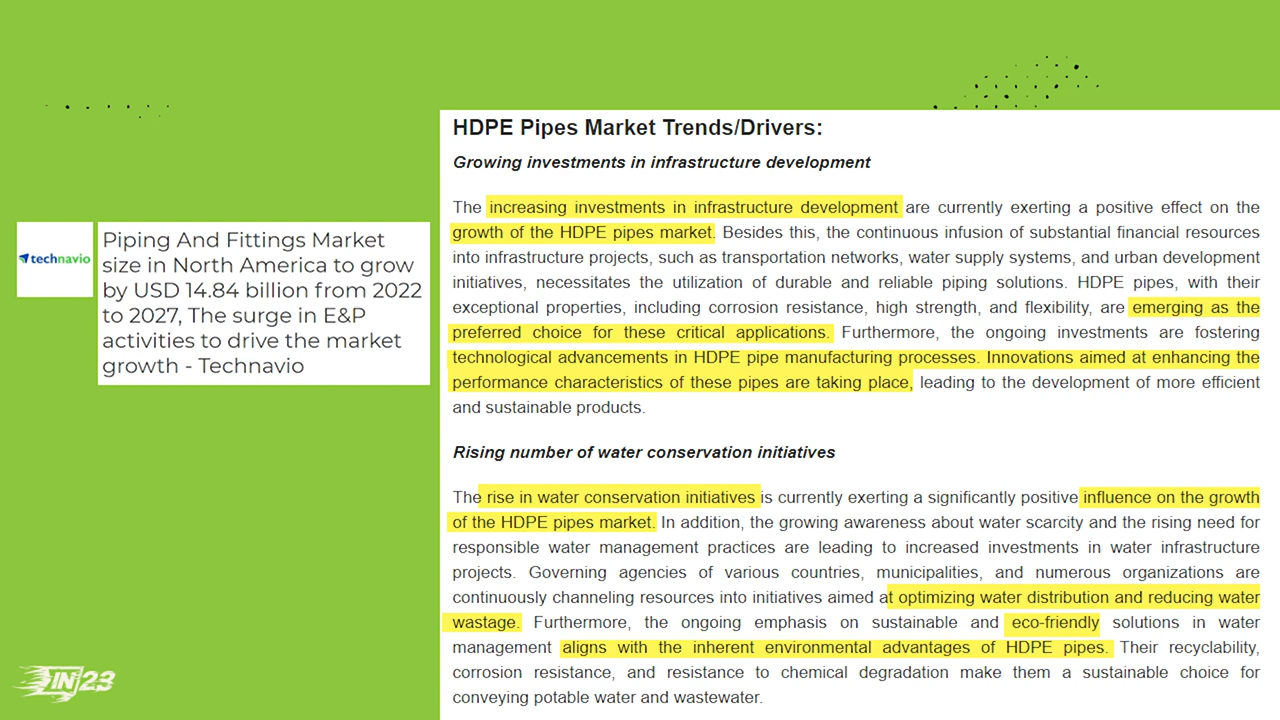 technavio
Piping And Fittings Market
size in North America to grow
by USD 14.84 billion from 2022
to 2027, The surge in E&P
activities to drive the market
growth - Technavio
HDPE Pipes Market Trends/Drivers:
Growing investments in infrastructure development
The increasing investments in infrastructure development are currently exerting a positive effect on the
growth of the HDPE pipes market. Besides this, the continuous infusion of substantial financial resources
into infrastructure projects, such as transportation networks, water supply systems, and urban development
initiatives, necessitates the utilization of durable and reliable piping solutions. HDPE pipes, with their
exceptional properties, including corrosion resistance, high strength, and flexibility, are emerging as the
preferred choice for these critical applications. Furthermore, the ongoing investments are fostering
technological advancements in HDPE pipe manufacturing processes. Innovations aimed at enhancing the
performance characteristics of these pipes are taking place, leading to the development of more efficient
and sustainable products.
Rising number of water conservation initiatives
The rise in water conservation initiatives is currently exerting a significantly positive influence on the growth
of the HDPE pipes market. In addition, the growing awareness about water scarcity and the rising need for
responsible water management practices are leading to increased investments in water infrastructure
projects. Governing agencies of various countries, municipalities, and numerous organizations are
continuously channeling resources into initiatives aimed at optimizing water distribution and reducing water
wastage. Furthermore, the ongoing emphasis on sustainable and eco-friendly solutions in water
management aligns with the inherent environmental advantages of HDPE pipes. Their recyclability,
corrosion resistance, and resistance to chemical degradation make them a sustainable choice for
conveying potable water and wastewater.
IN23